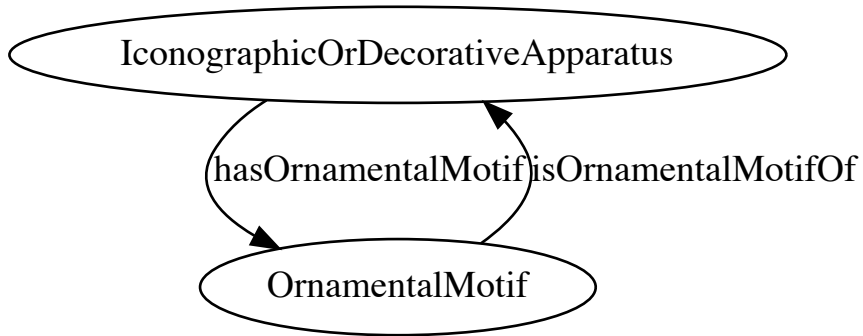 IconographicOrDecorativeApparatus
hasOrnamentalMotif
isOrnamentalMotifOf
OrnamentalMotif